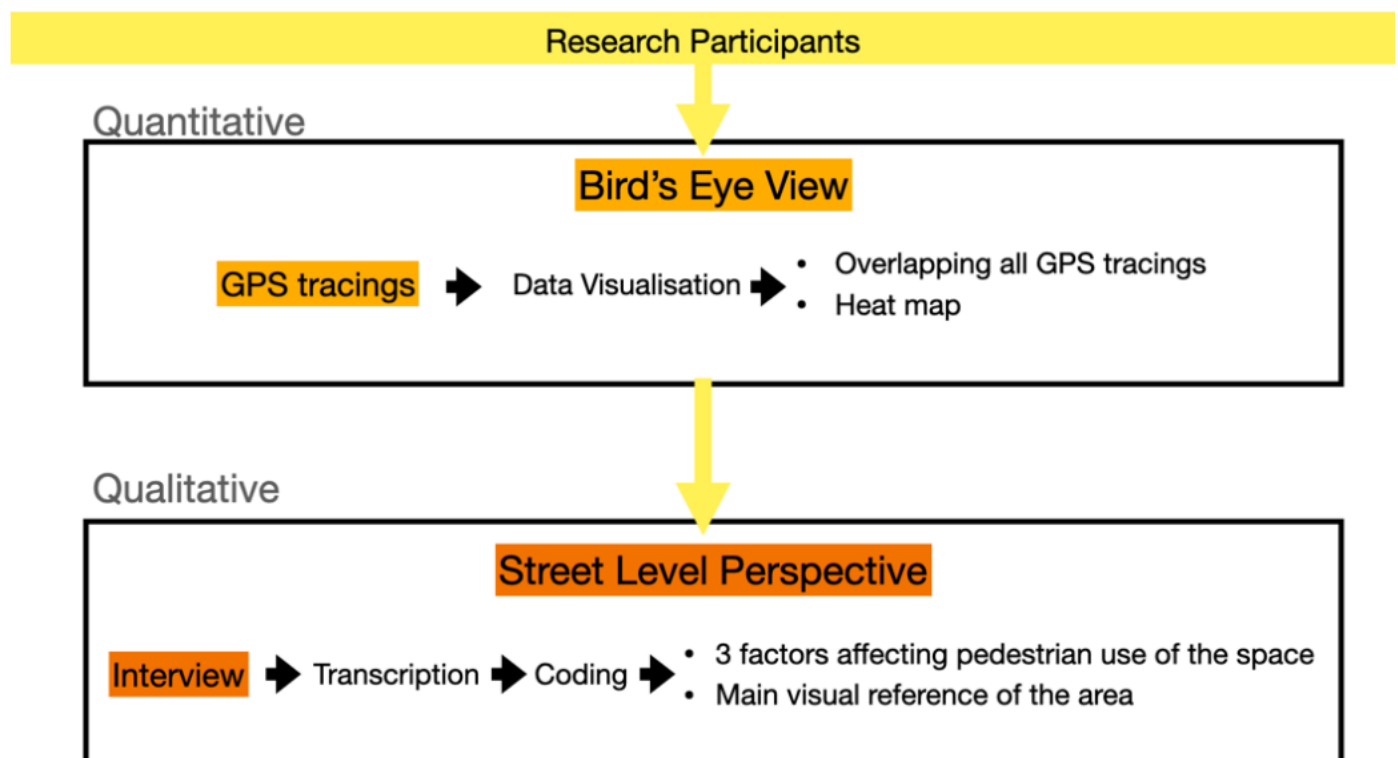 Research Participants
Quantitative
Bird's Eye View
GPS tracings
Data Visualisation
• Overlapping all GPS tracings
• Heat map
Qualitative
Street Level Perspective
Interview
Transcription
Coding
• 3 factors affecting pedestrian use of the space
• Main visual reference of the area